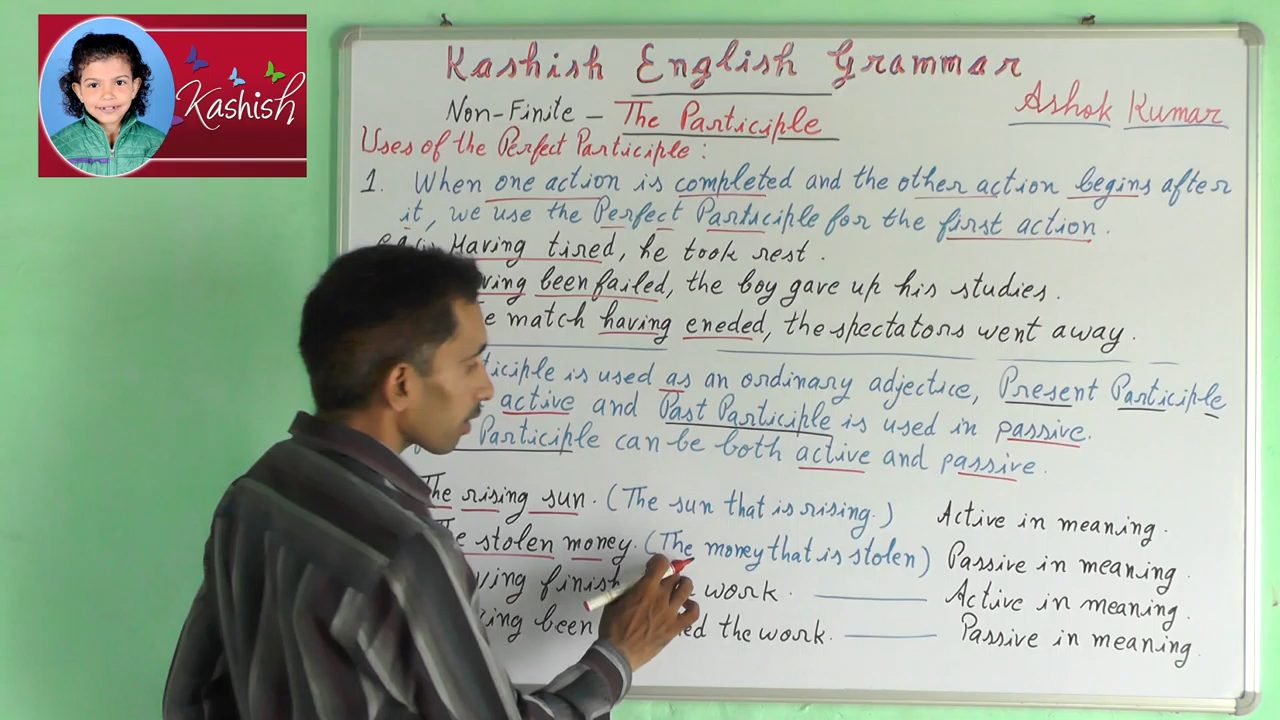 Kashish
Kashish English Grammar
Ashok Kumar
Non-Finite – The Participle
Uses of the Perfect Participle :
1. When one action is completed and the other action begins after
it, we use the Perfect Participle for the first action.
Having tired, he took rest.
been failed, the boy gave up his studies.
match having eneded, the spectators went away.
is used as an ordinary adjectice, Present Participle
active and Past Participle is used in passive.
Participle can be both active and passive.
The rising sun. (The sun that is rising.) Active in meaning.
The stolen money. (The money that is stolen) Passive in meaning.
work. Active in meaning.
been the work. Passive in meaning.